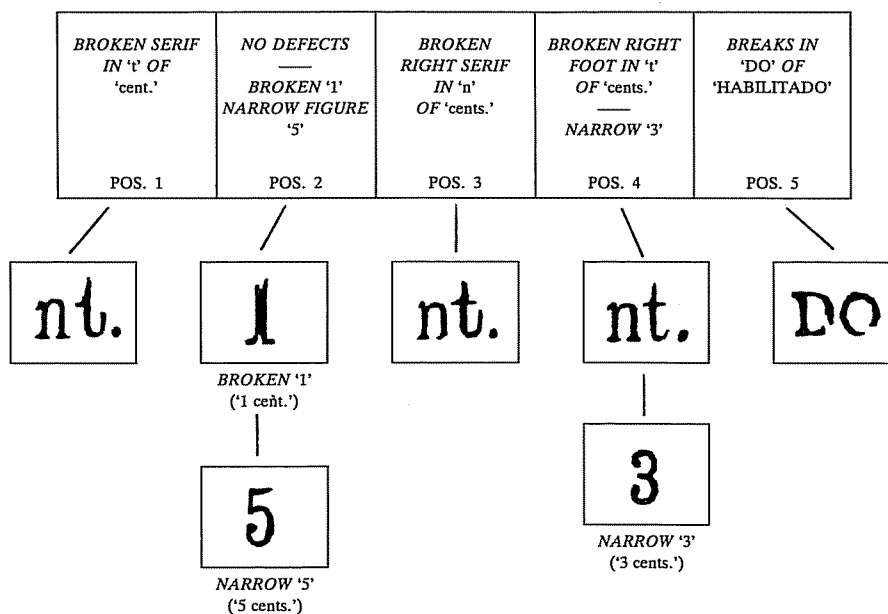 BROKEN SERIF
IN ‘t’ OF
‘cent.’
POS. 1
NO DEFECTS
BROKEN ‘1’
NARROW FIGURE
‘5’
POS. 2
BROKEN
RIGHT SERIF
IN ‘n’
OF ‘cents.’
POS. 3
BROKEN RIGHT
FOOT IN ‘t’
OF ‘cents.’
NARROW ‘3’
POS. 4
BREAKS IN
‘DO’ OF
‘HABILITADO’
POS. 5
nt.
1
nt.
nt.
DO
BROKEN ‘1’
(‘1 cent.’)
5
3
NARROW ‘5’
(‘5 cents.’)
NARROW ‘3’
(‘3 cents.’)